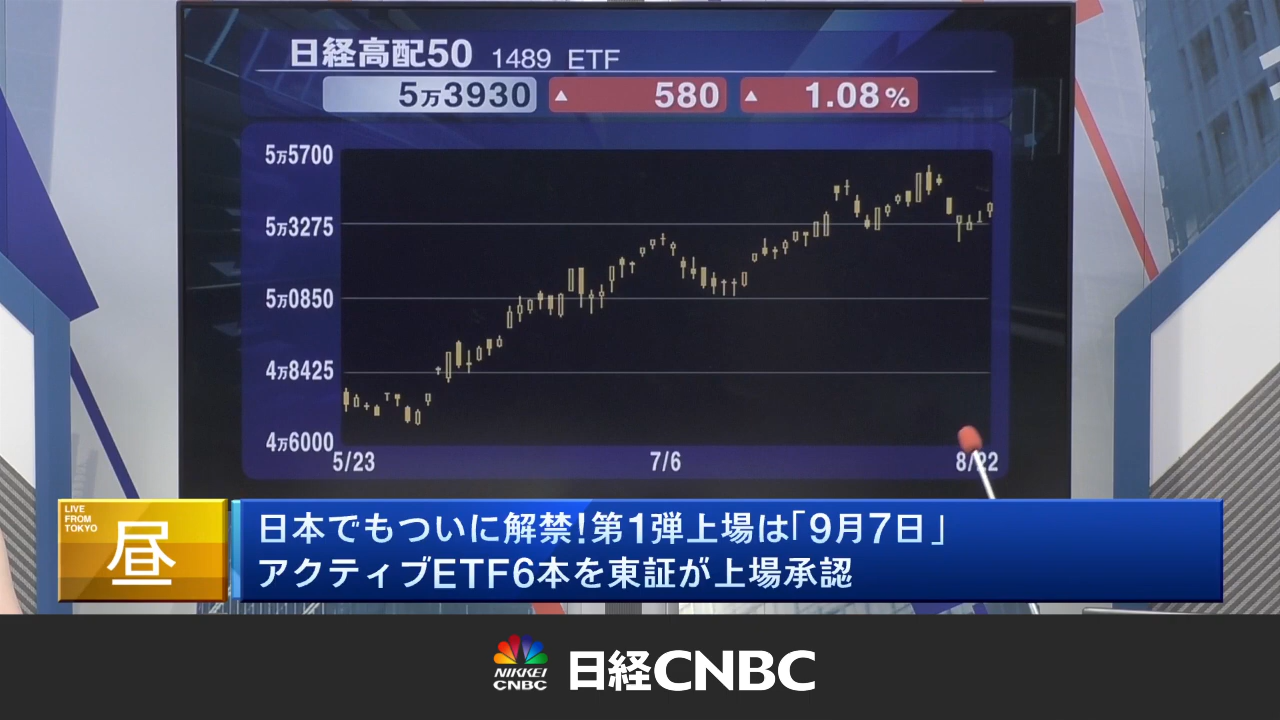 日経高配50 1489 ETF
5万3930 ▲ 580 ▲ 1.08%
5万5700
5万3275
5万0850
4万8425
4万6000
5/23 7/6 8/22
LIVE
FROM
TOKYO
昼
日本でもついに解禁!第1弾上場は「9月7日」
アクティブETF6本を東証が上場承認
NIKKEI
CNBC
日経CNBC